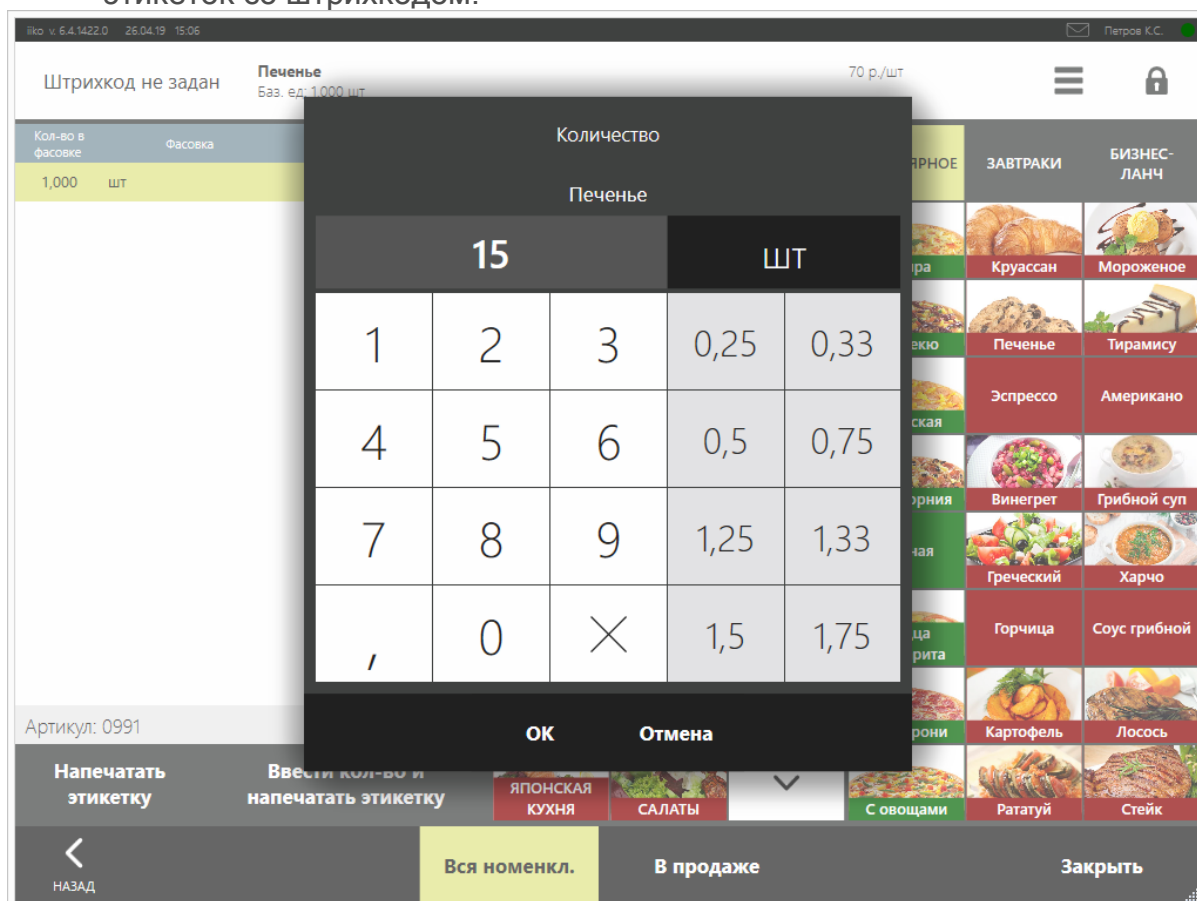 этикеток со штрихкодом.
iiko v. 6.4.1422.0 26.04.19 15:06
Петров К.С.
Штрихкод не задан
Печенье
Баз. ед: 1,000 шт
70 р./шт
Кол-во в
фасовке
Фасовка
1,000 шт
Количество
Печенье
15 ШТ
1 2 3 0,25 0,33
4 5 6 0,5 0,75
7 8 9 1,25 1,33
, 0 1,5 1,75
ОК Отмена
ЗАВТРАКИ
БИЗНЕС-
ЛАНЧ
Круассан Мороженое
Печенье Тирамису
Эспрессо Американо
Винегрет Грибной суп
Греческий Харчо
Горчица Соус грибной
Картофель Лосось
С овощами Рататуй Стейк
Артикул: 0991
Напечатать
этикетку
Ввести кол-во и
напечатать этикетку
ЯПОНСКАЯ
КУХНЯ
САЛАТЫ
НАЗАД
Вся номенкл.
В продаже
Закрыть